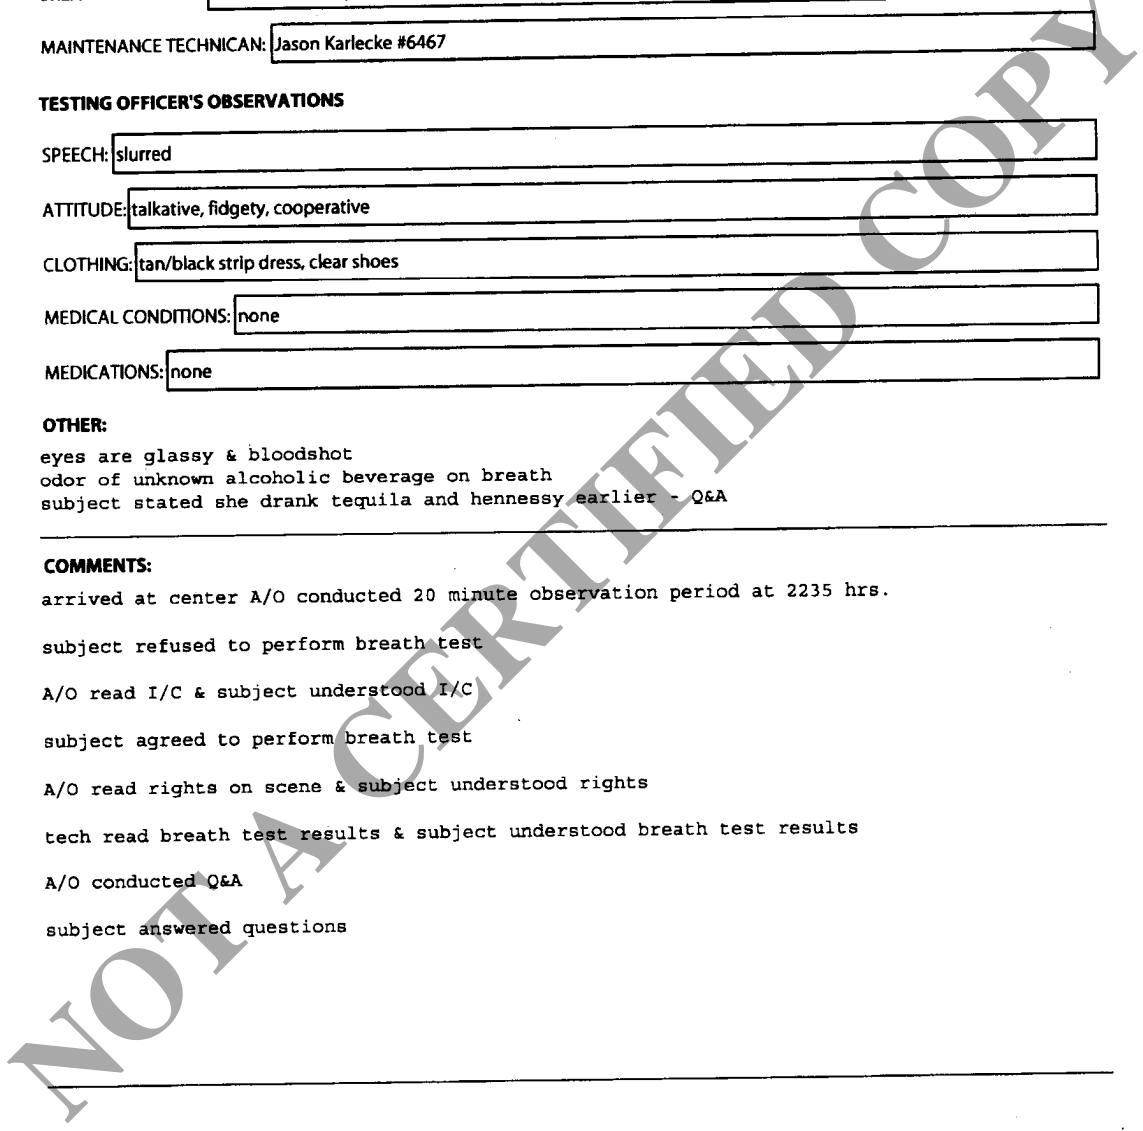 MAINTENANCE TECHNICAN: Jason Karlecke #6467
TESTING OFFICER'S OBSERVATIONS
SPEECH: slurred
ATTITUDE: talkative, fidgety, cooperative
CLOTHING: tan/black strip dress, clear shoes
MEDICAL CONDITIONS: none
MEDICATIONS: none
OTHER:
eyes are glassy & bloodshot
odor of unknown alcoholic beverage on breath
subject stated she drank tequila and hennessy earlier - Q&A
COMMENTS:
arrived at center A/O conducted 20 minute observation period at 2235 hrs.
subject refused to perform breath test
A/O read I/C & subject understood I/C
subject agreed to perform breath test
A/O read rights on scene & subject understood rights
tech read breath test results & subject understood breath test results
A/O conducted Q&A
subject answered questions
NOT A CERTIFIED COPY